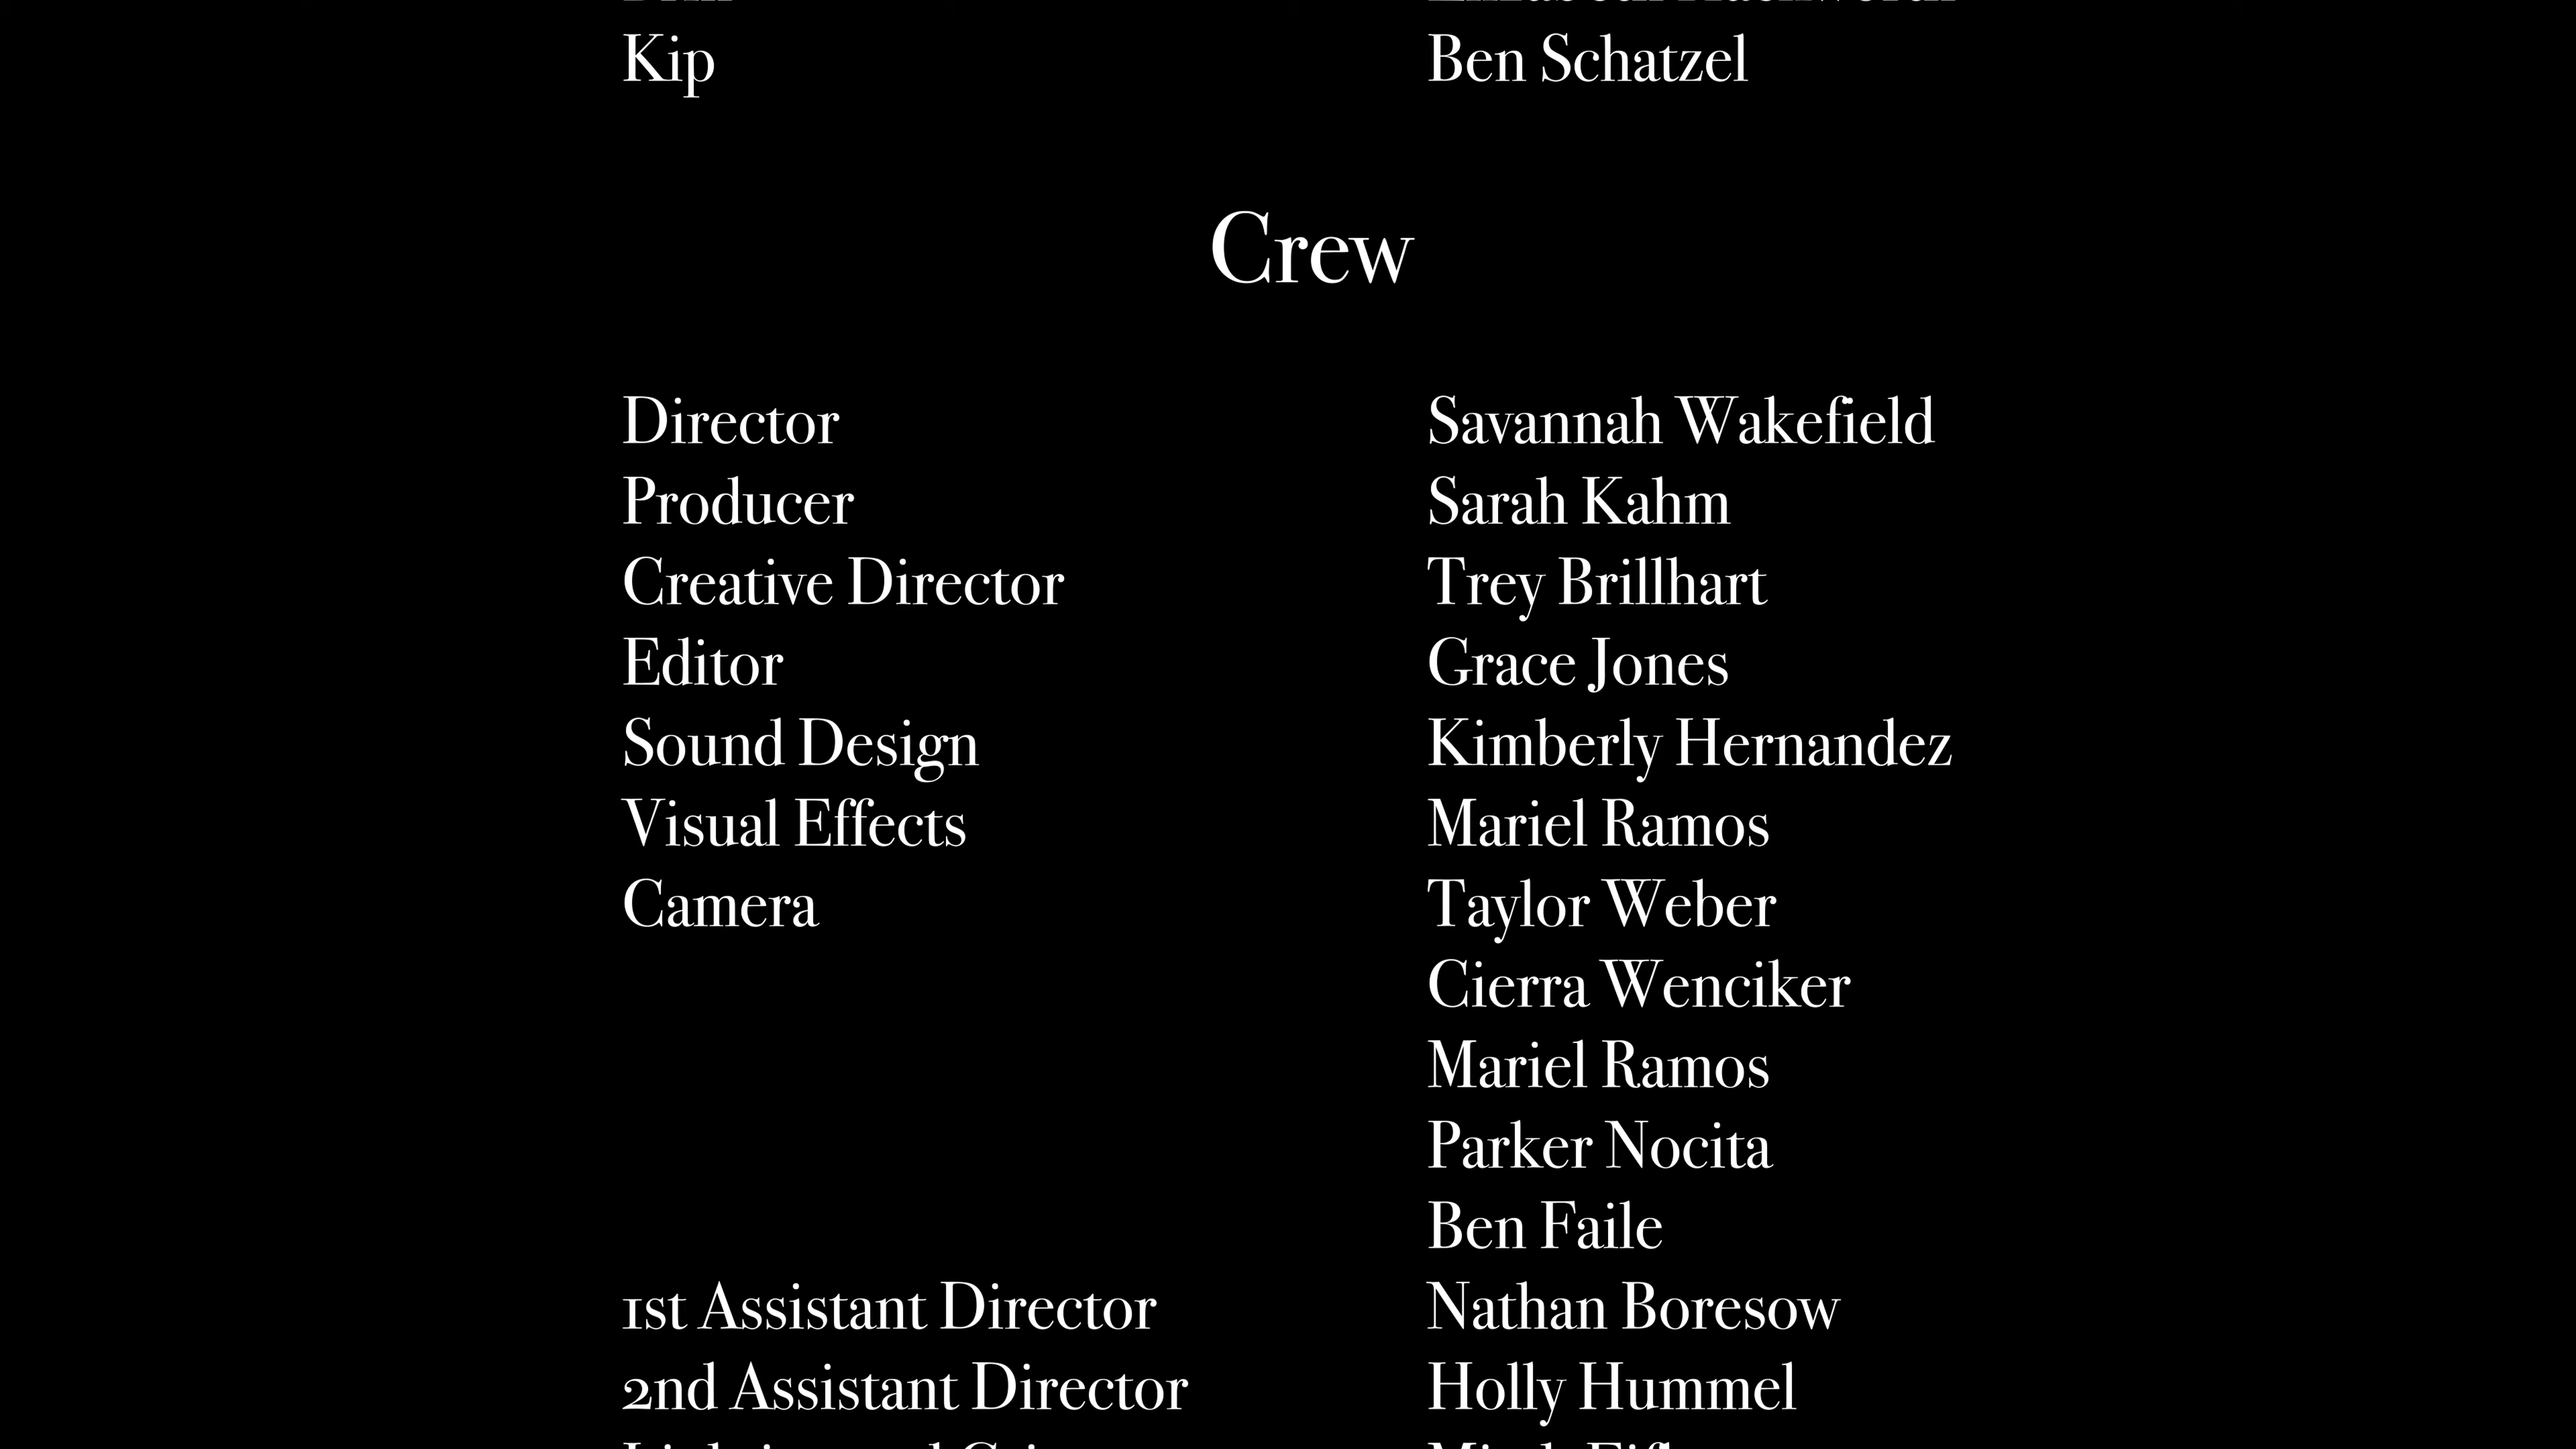 Kip Ben Schatzel
Crew
Director Savannah Wakefield
Producer Sarah Kahm
Creative Director Trey Brillhart
Editor Grace Jones
Sound Design Kimberly Hernandez
Visual Effects Mariel Ramos
Camera Taylor Weber
Cierra Wenciker
Mariel Ramos
Parker Nocita
Ben Faile
1st Assistant Director Nathan Boresow
2nd Assistant Director Holly Hummel